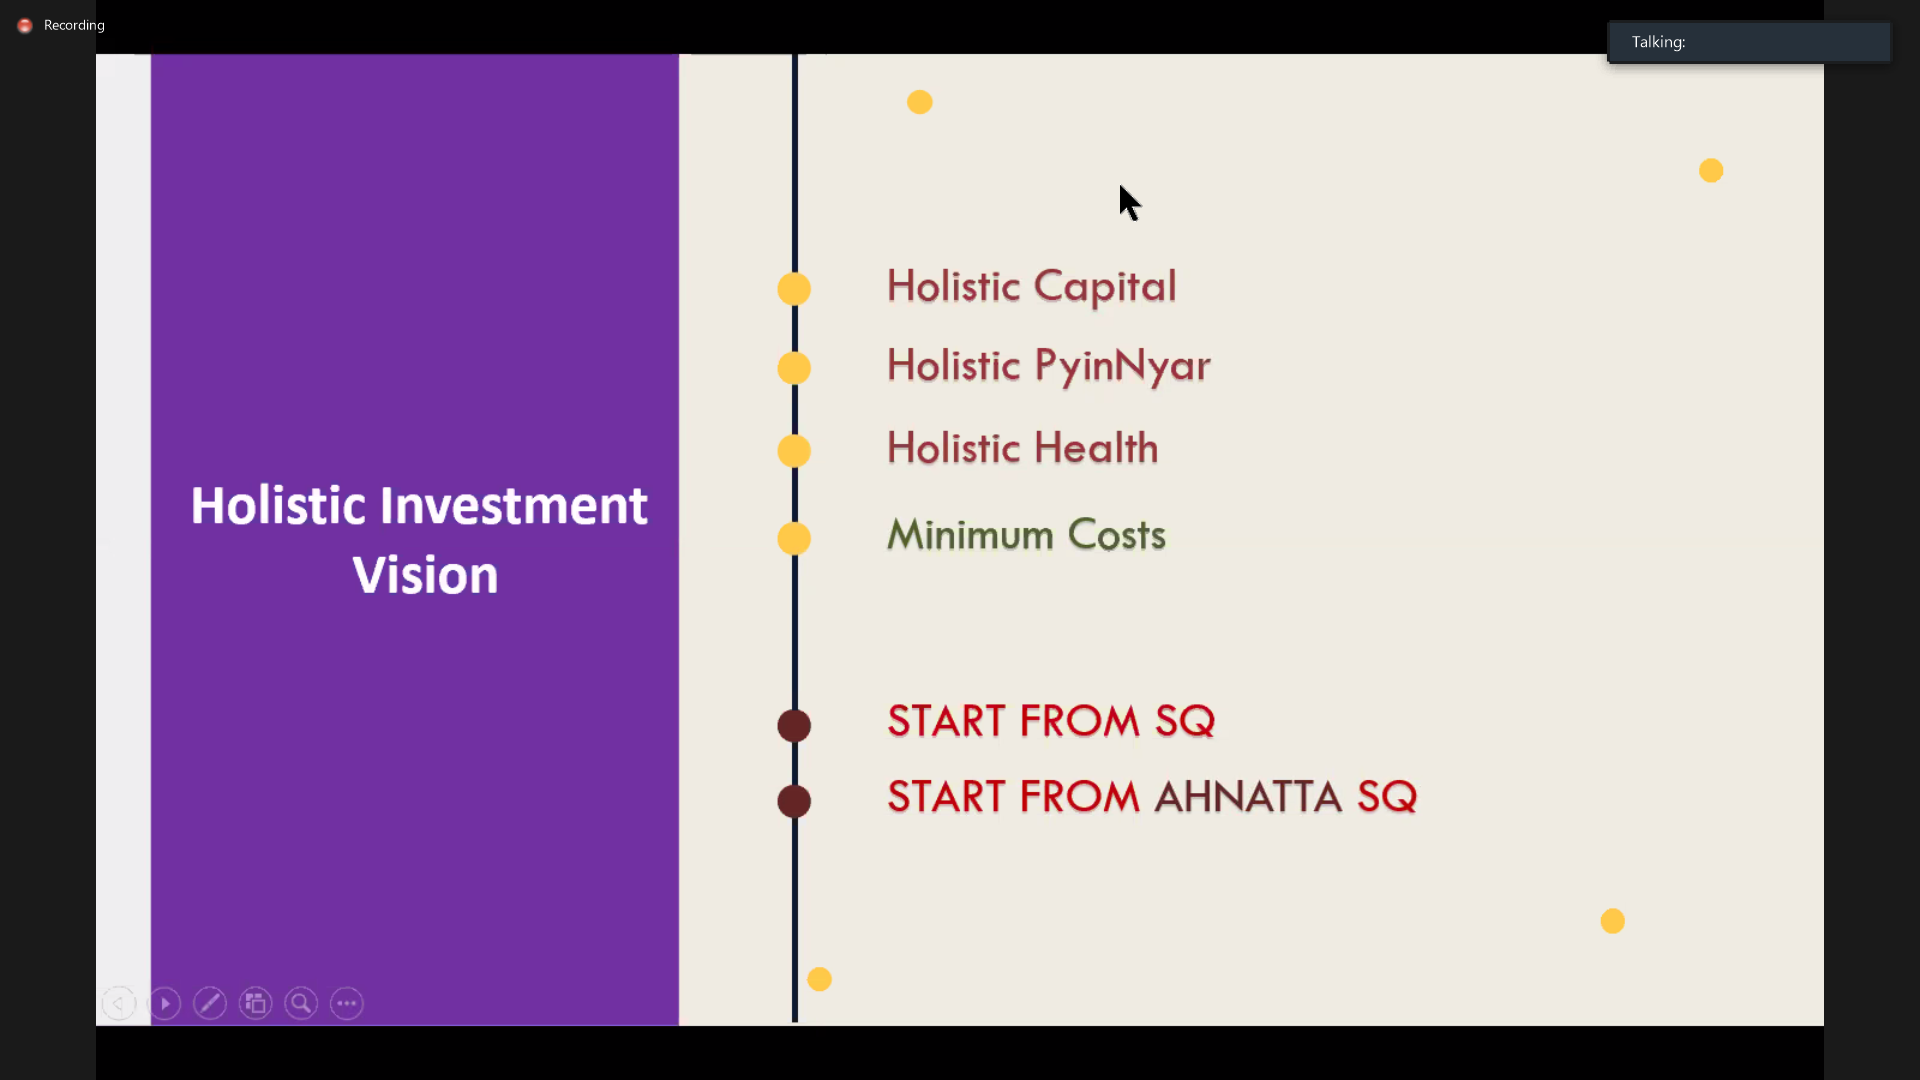 Recording
Talking:
Holistic Investment
Vision
Holistic Capital
Holistic PyinNyar
Holistic Health
Minimum Costs
START FROM SQ
START FROM AHNATTA SQ